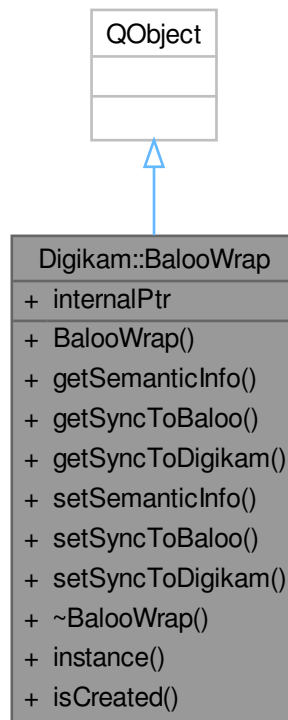 QObject
Digikam::BalooWrap
+ internalPtr
+ BalooWrap()
+ getSemanticInfo()
+ getSyncToBaloo()
+ getSyncToDigikam()
+ setSemanticInfo()
+ setSyncToBaloo()
+ setSyncToDigikam()
+ ~BalooWrap()
+ instance()
+ isCreated()